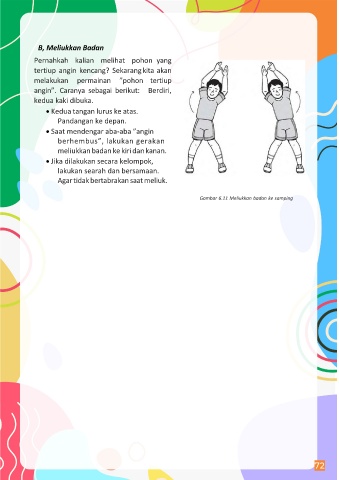 B, Meliukkan Badan
Pernahkah kalian melihat pohon yang
tertiup angin kencang? Sekarang kita akan
melakukan permainan "pohon tertiup
angin". Caranya sebagai berikut: Berdiri,
kedua kaki dibuka.
• Kedua tangan lurus ke atas.
Pandangan ke depan.
• Saat mendengar aba-aba "angin
berhembus", lakukan gerakan
meliukkan badan ke kiri dan kanan.
• Jika dilakukan secara kelompok,
lakukan searah dan bersamaan.
Agar tidak bertabrakan saat meliuk.
Gambar 6.11 Meliukkan badan ke samping
72